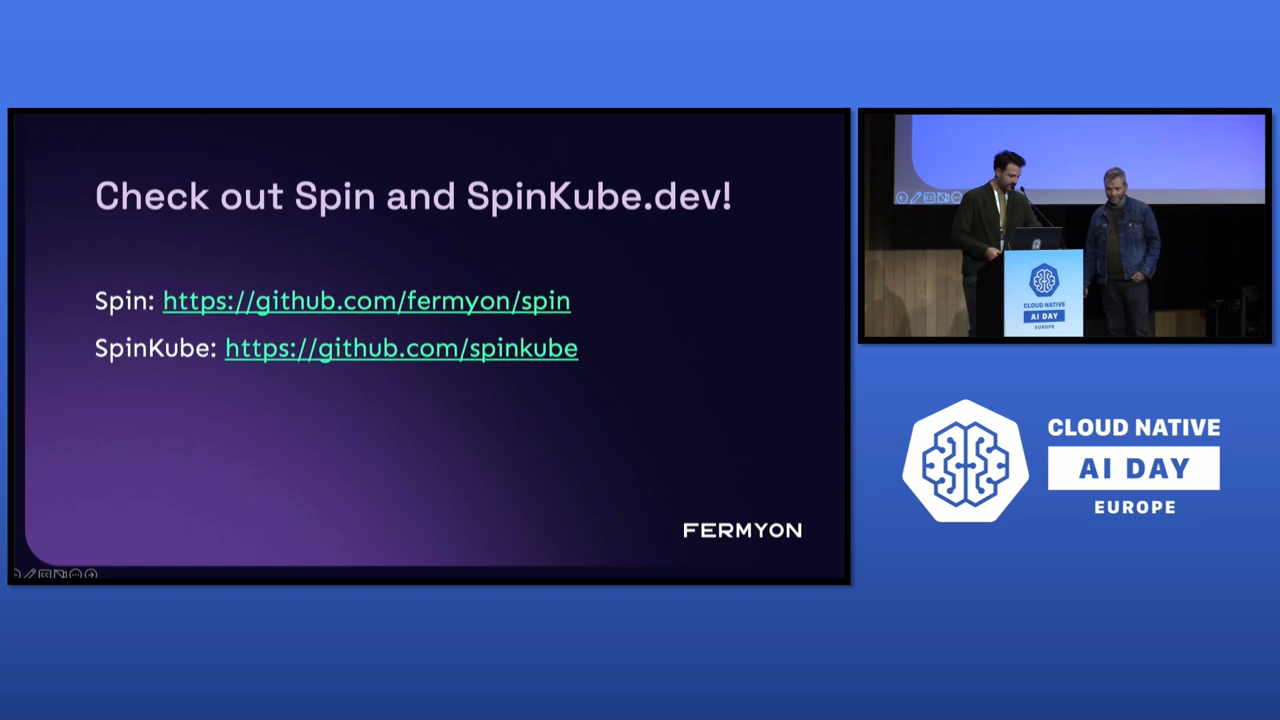 Check out Spin and SpinKube.dev!
Spin: https://github.com/fermyon/spin
SpinKube: https://github.com/spinkube
FERMYON
CLOUD NATIVE
AI DAY
EUROPE
CLOUD NATIVE
AI DAY
EUROPE